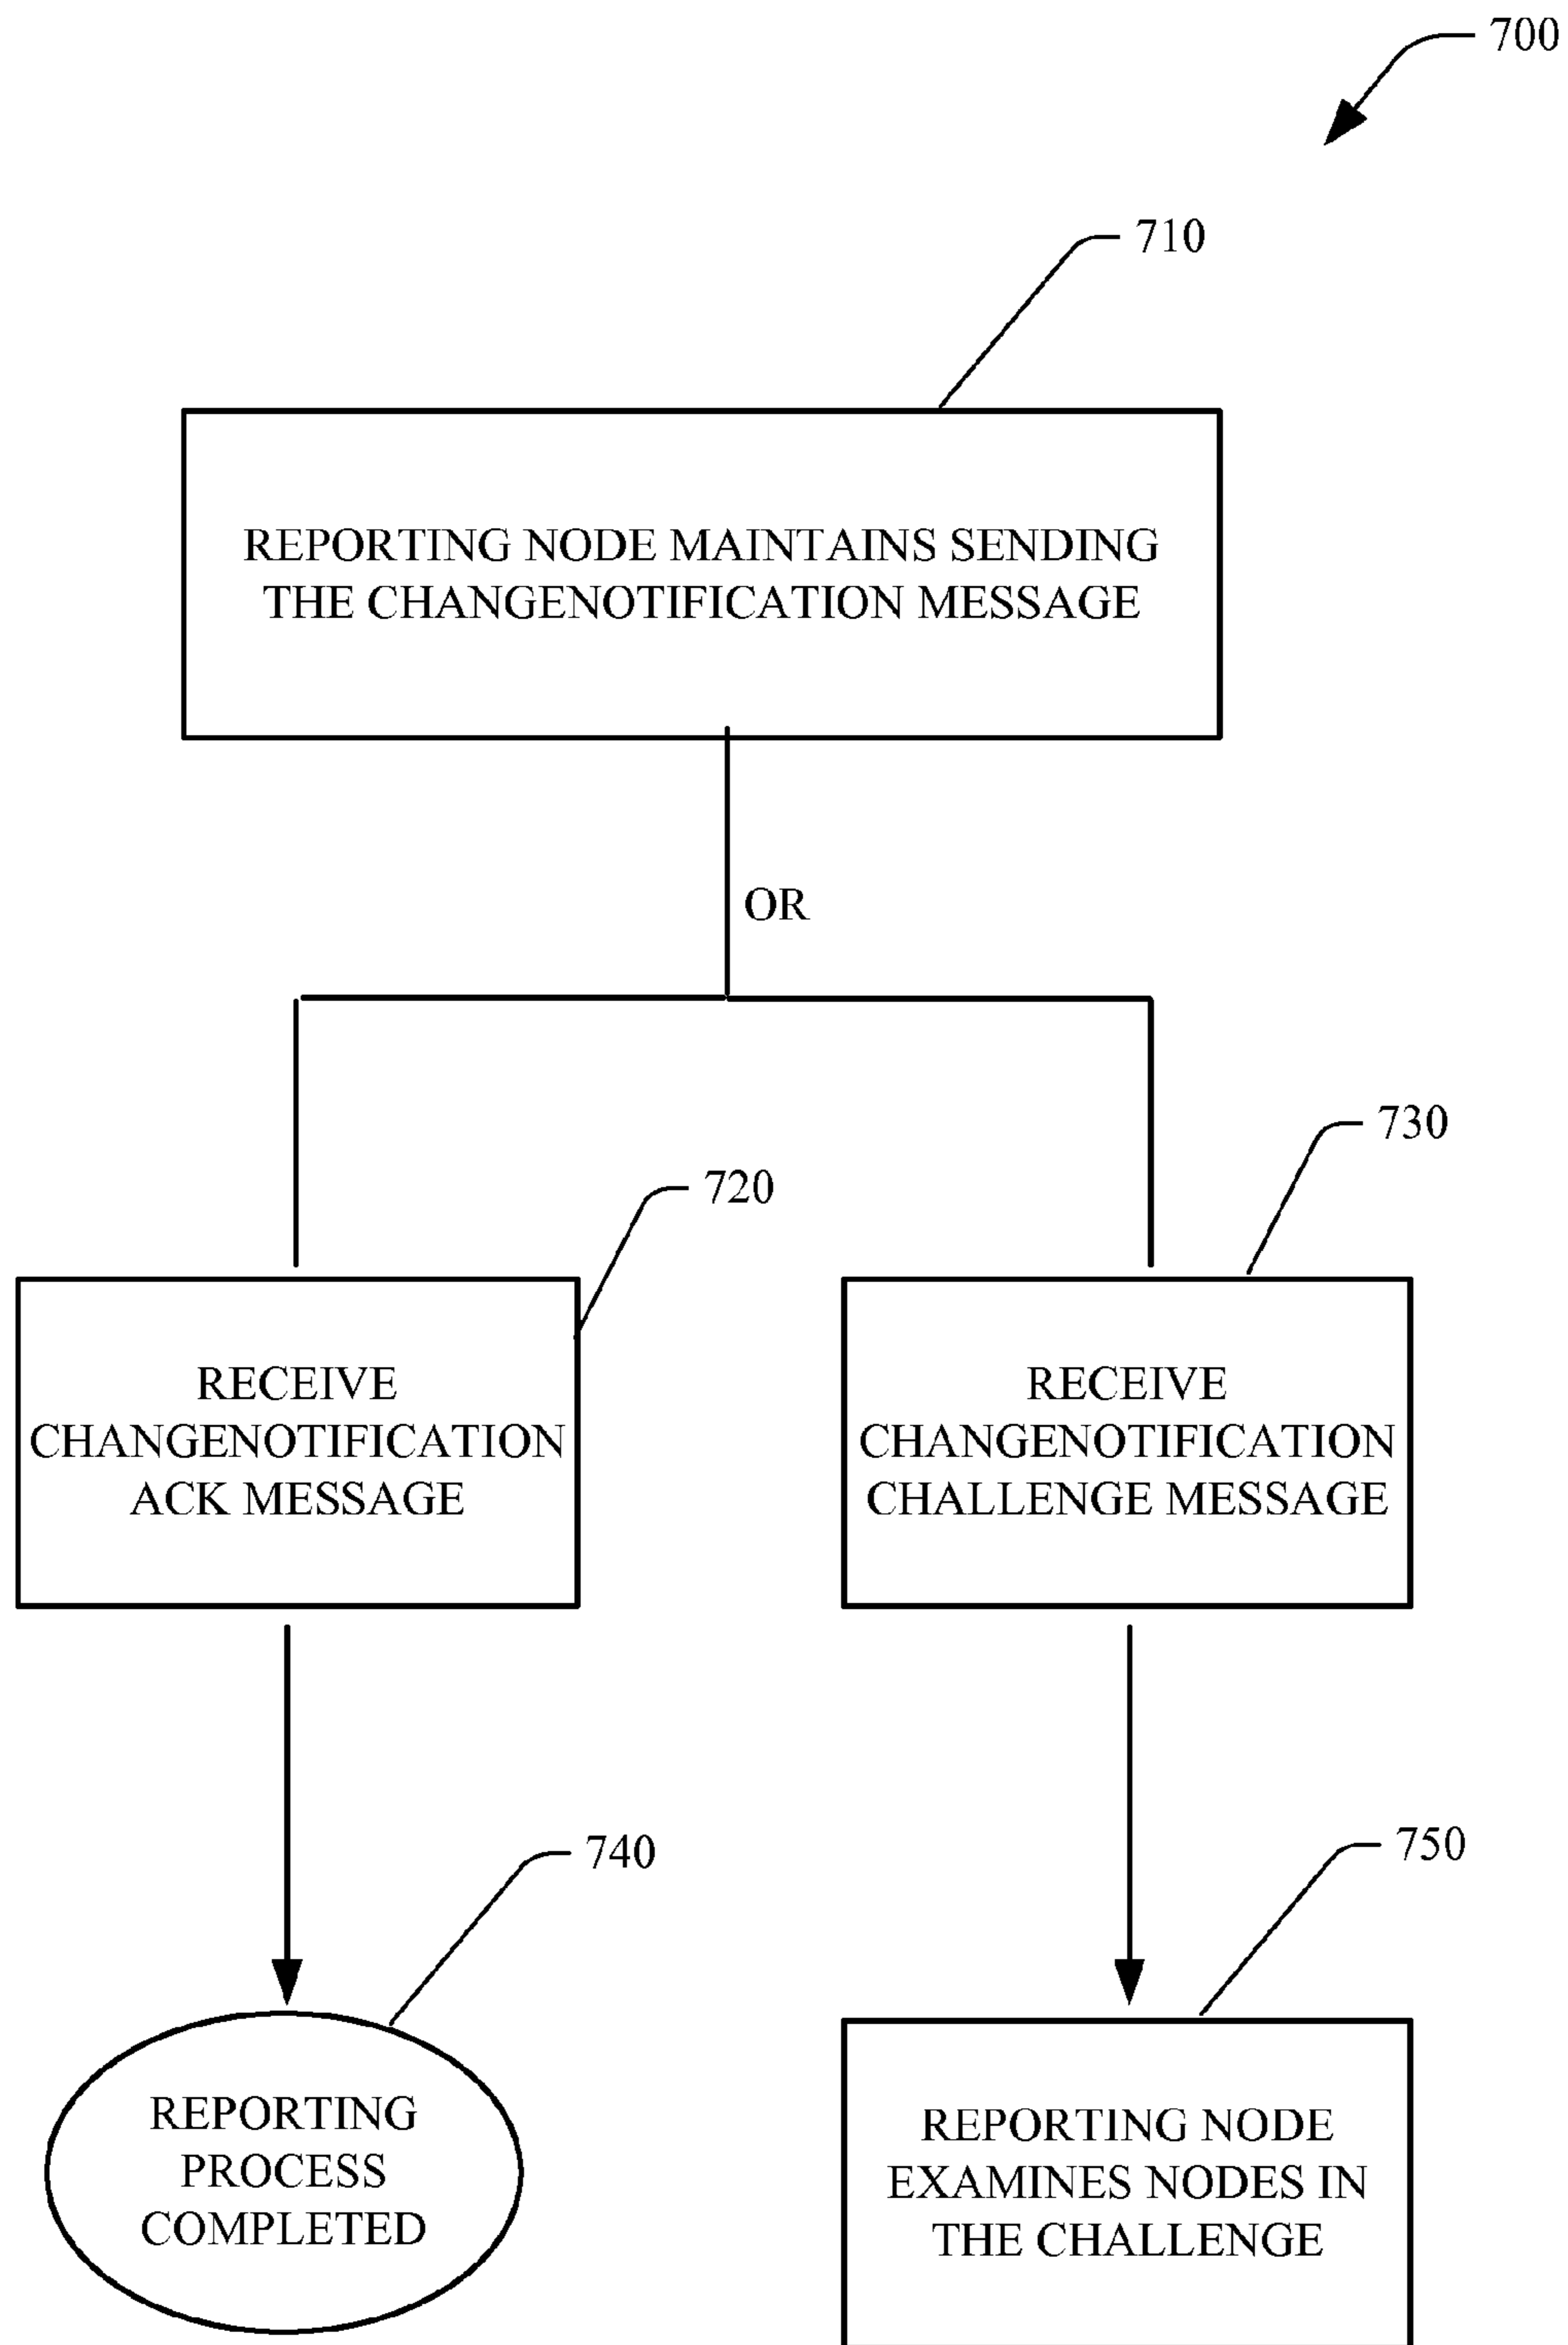 700
710
REPORTING NODE MAINTAINS SENDING
THE CHANGENOTIFICATION MESSAGE
OR
720
730
RECEIVE
CHANGENOTIFICATION
ACK MESSAGE
RECEIVE
CHANGENOTIFICATION
CHALLENGE MESSAGE
740
750
REPORTING
PROCESS
COMPLETED
REPORTING NODE
EXAMINES NODES IN
THE CHALLENGE